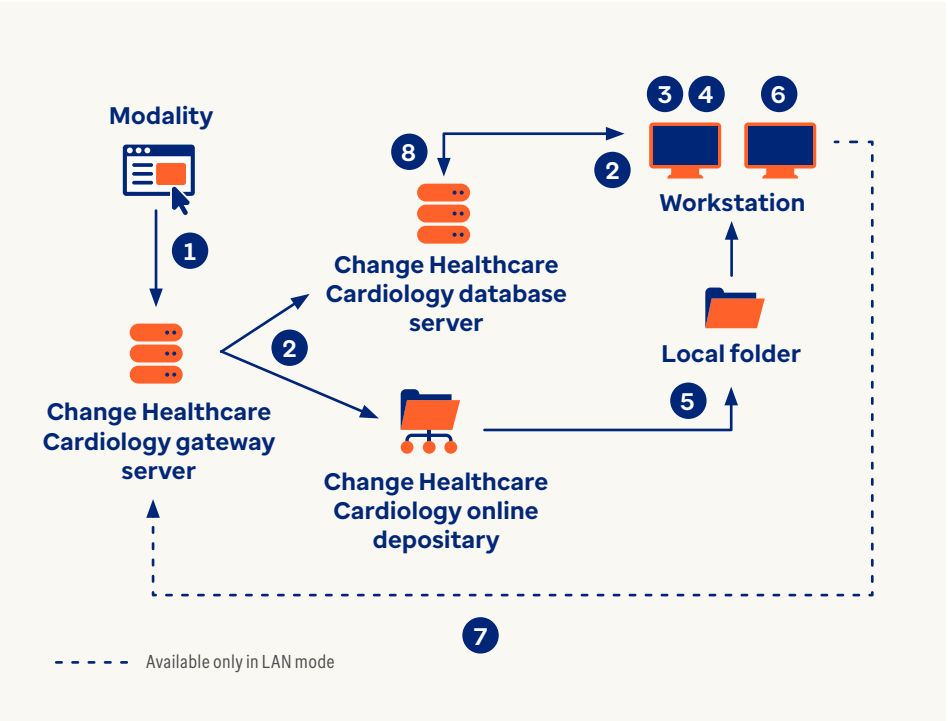 3 4 6
Modality
8
2
Workstation
1
Change Healthcare
Cardiology database
server
2
Local folder
5
Change Healthcare
Cardiology gateway
server
Change Healthcare
Cardiology online
depositary
7
Available only in LAN mode